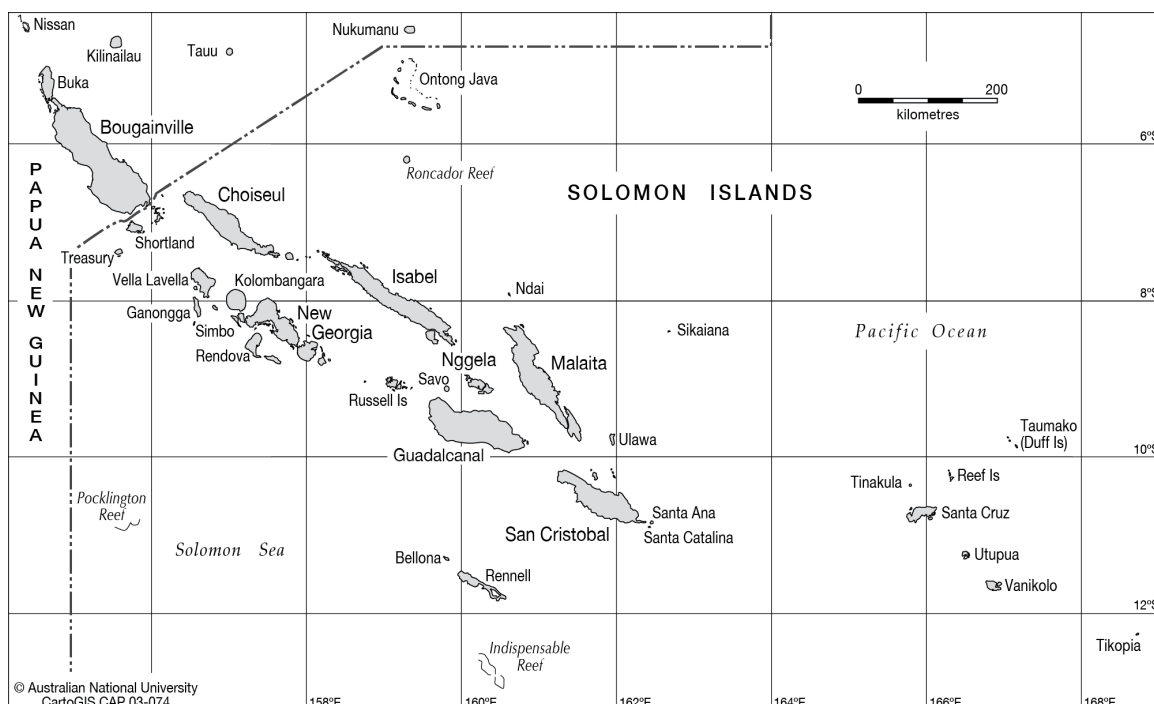 Nissan
Kilinailau
Tauu
Nukumanu
Buka
Ontong Java
0
200
kilometres
Bougainville
6°S
Roncador Reef
PAPUA NEW GUINEA
Choiseul
SOLOMON ISLANDS
Shortland
Treasury
Vella Lavella
Kolombangara
Isabel
Ndai
8°S
Ganongga
New
Georgia
Simbo
Sikaiana
Pacific Ocean
Rendova
Nggela
Malaita
Savo
Russell Is
Ulawa
Taumako
(Duff Is)
Guadalcanal
10°S
Tinakula
Reef Is
Pocklington
Reef
Santa Ana
Santa Cruz
San Cristobal
Santa Catalina
Solomon Sea
Bellona
Utupua
Rennell
Vanikolo
12°S
Indispensable
Reef
Tikopia
© Australian National University
CartoGIS CAP 03-074
158°E
160°E
162°E
164°E
166°E
168°E